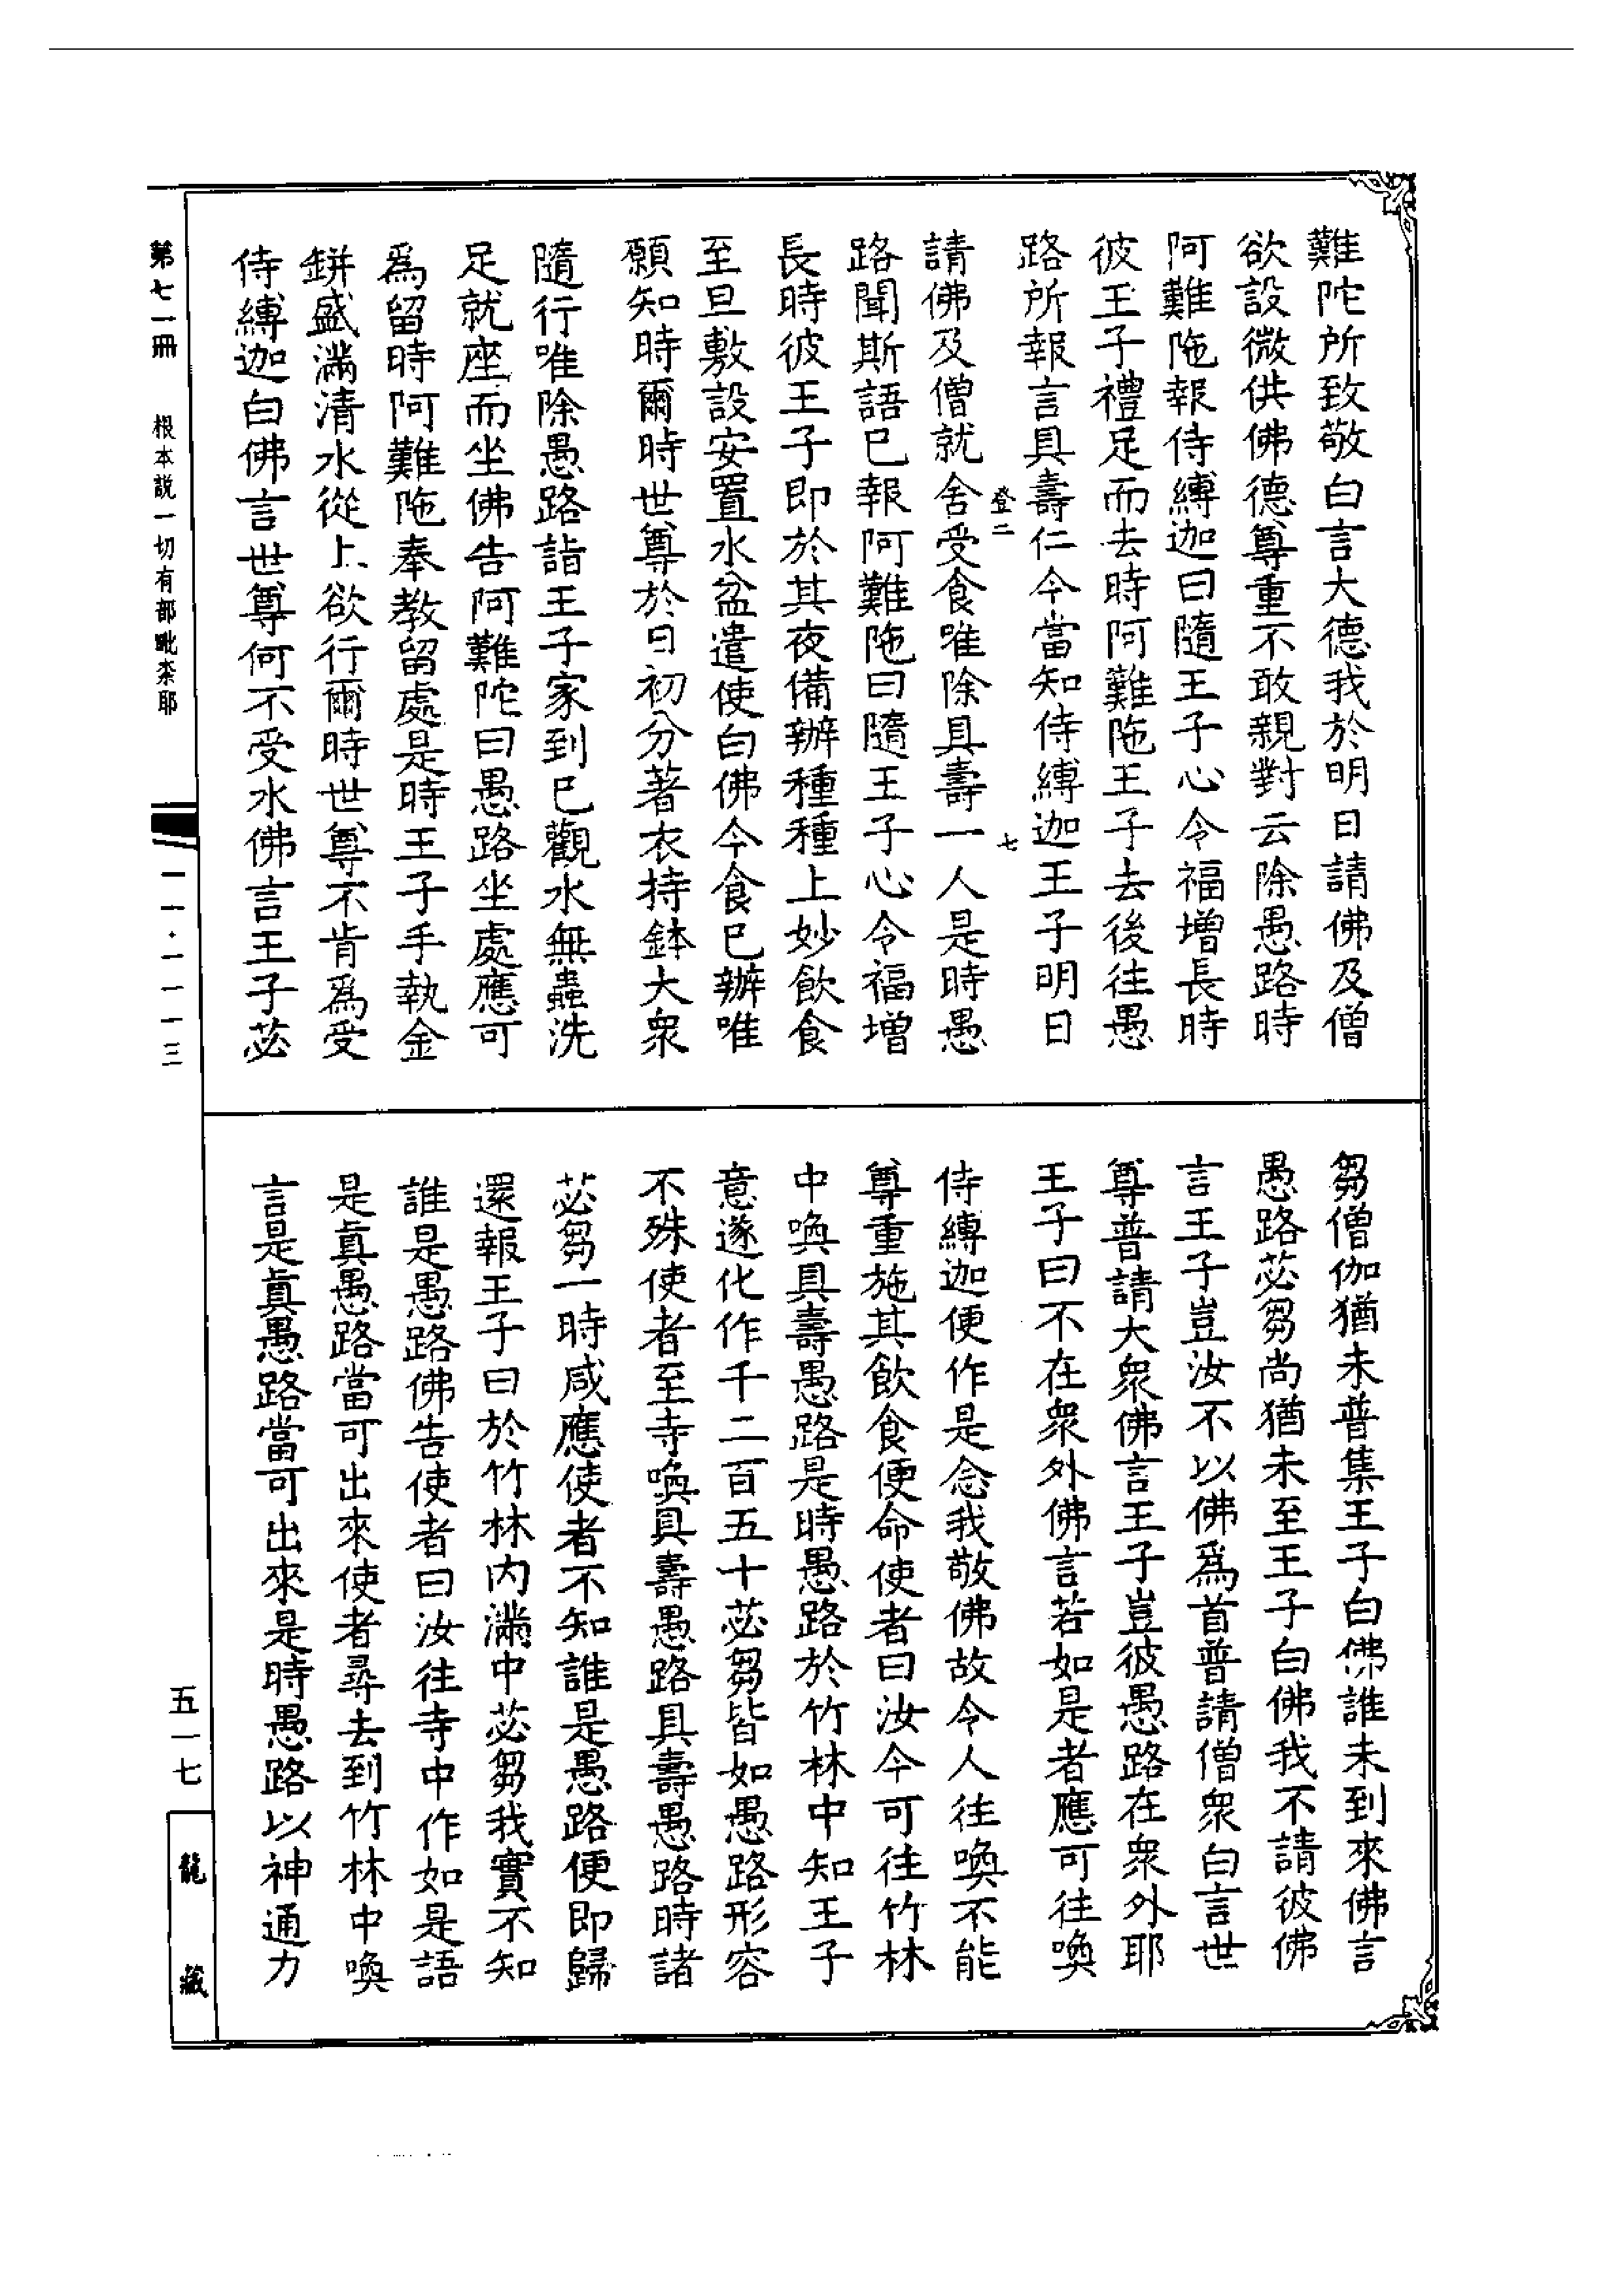 難陀所致敬白言大德我於明日請佛及僧
欲設微供佛德尊重不敢親對云除愚路時
阿難陁報侍縛迦曰隨王子心令福增長時
彼王子禮足而去時阿難陁王子去後往愚
路所報言具壽仁今當知侍縛迦王子明日
登二　七
請佛及僧就舍受食唯除具壽一人是時愚
路聞斯語已報阿難陁曰隨王子心令福增
長時彼王子即於其夜備辦種種上妙飲食
至旦敷設安置水盆遣使白佛今食已辦唯
願知時爾時世尊於日初分著衣持鉢大眾
隨行唯除愚路詣王子家到已觀水無蟲洗
足就座而坐佛告阿難陀曰愚路坐處應可
為留時阿難陁奉教留處是時王子手執金
鉼盛滿清水從上欲行爾時世尊不肯為受
侍縛迦白佛言世尊何不受水佛言王子苾
芻僧伽猶未普集王子白佛誰未到來佛言
愚路苾芻尚猶未至王子白佛我不請彼佛
言王子豈汝不以佛為首普請僧眾白言世
尊普請大眾佛言王子豈彼愚路在眾外耶
王子曰不在眾外佛言若如是者應可往喚
侍縛迦便作是念我敬佛故令人往喚不能
尊重施其飲食便命使者曰汝今可往竹林
中喚具壽愚路是時愚路於竹林中知王子
意遂化作千二百五十苾芻皆如愚路形容
不殊使者至寺喚具壽愚路具壽愚路時諸
苾芻一時咸應使者不知誰是愚路便即歸
還報王子曰於竹林內滿中苾芻我實不知
誰是愚路佛告使者曰汝往寺中作如是語
是真愚路當可出來使者尋去到竹林中喚
言是真愚路當可出來是時愚路以神通力
第七一冊　根本說一切有部毗柰耶
一一·一一一三
五一七
龍藏